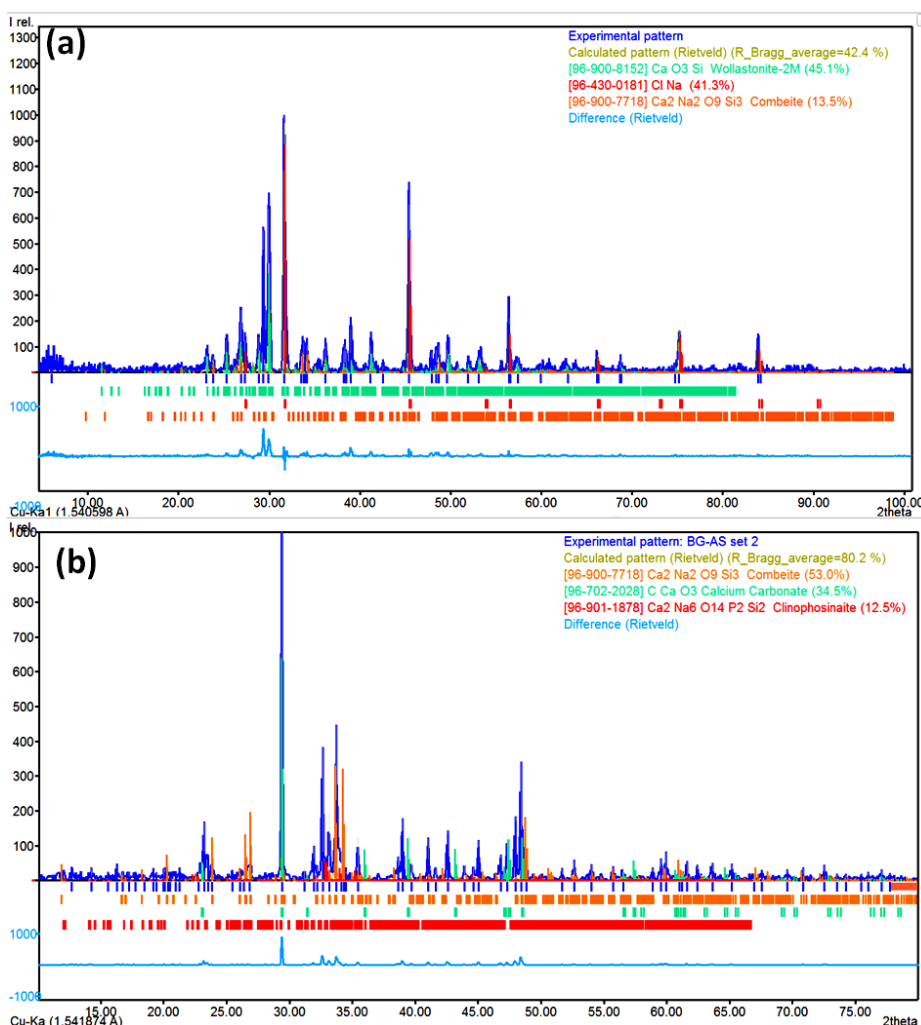 I rel.
(a)
Experimental pattern
Calculated pattern (Rietveld) (R_Bragg_average=42.4 %)
[96-900-8152] Ca O3 Si Wollastonite-2M (45.1%)
[96-430-0181] Cl Na (41.3%)
[96-900-7718] Ca2 Na2 O9 Si3 Combeite (13.5%)
Difference (Rietveld)
1300
1200
1100
1000
900
800
700
600
500
400
300
200
100
1000
-1000
10.00 20.00 30.00 40.00 50.00 60.00 70.00 80.00 90.00 100.00
Cu-Ka1 (1.540598 A) 2theta
I rel.
(b)
Experimental pattern: BG-AS set 2
Calculated pattern (Rietveld) (R_Bragg_average=80.2 %)
[96-900-7718] Ca2 Na2 O9 Si3 Combeite (53.0%)
[96-702-2028] C Ca O3 Calcium Carbonate (34.5%)
[96-901-1878] Ca2 Na6 O14 P2 Si2 Clinophosinaite (12.5%)
Difference (Rietveld)
1000
900
800
700
600
500
400
300
200
100
1000
-1000
15.00 20.00 25.00 30.00 35.00 40.00 45.00 50.00 55.00 60.00 65.00 70.00 75.00
Cu-Ka (1.541874 A) 2theta